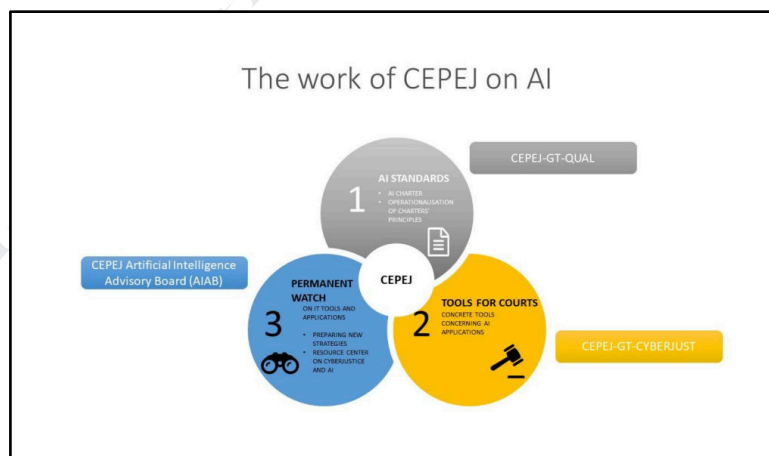 The work of CEPEJ on AI
CEPEJ-GT-QUAL
1
AI STANDARDS
• AI CHARTER
• OPERATIONALISATION
OF CHARTERS'
PRINCIPLES
CEPEJ Artificial Intelligence
Advisory Board (AIAB)
CEPEJ
3
PERMANENT
WATCH
ON IT TOOLS AND
APPLICATIONS
• PREPARING NEW
STRATEGIES
• RESOURCE CENTER
ON CYBERJUSTICE
AND AI
2
TOOLS FOR COURTS
CONCRETE TOOLS
CONCERNING AI
APPLICATIONS
CEPEJ-GT-CYBERJUST